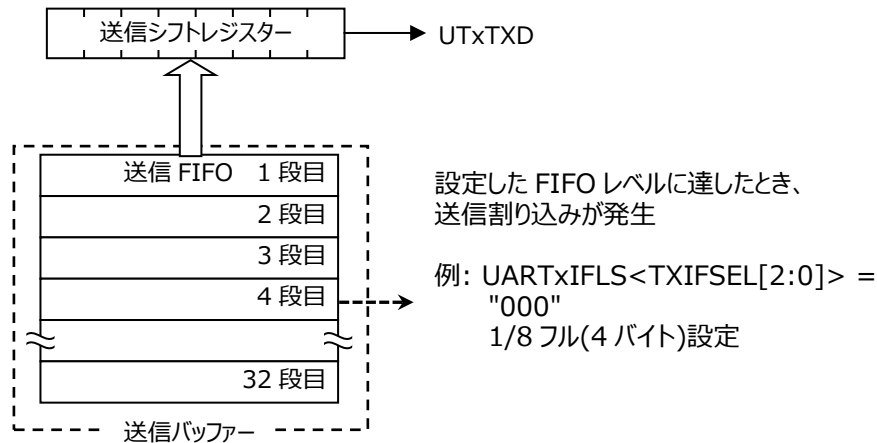 送信シフトレジスター
UTxTXD
送信 FIFO 1 段目
2 段目
3 段目
4 段目
32 段目
送信バッファー
設定した FIFO レベルに達したとき、
送信割り込みが発生
例: UARTxIFLS<TXIFSEL[2:0]> =
"000"
1/8 フル(4 バイト)設定